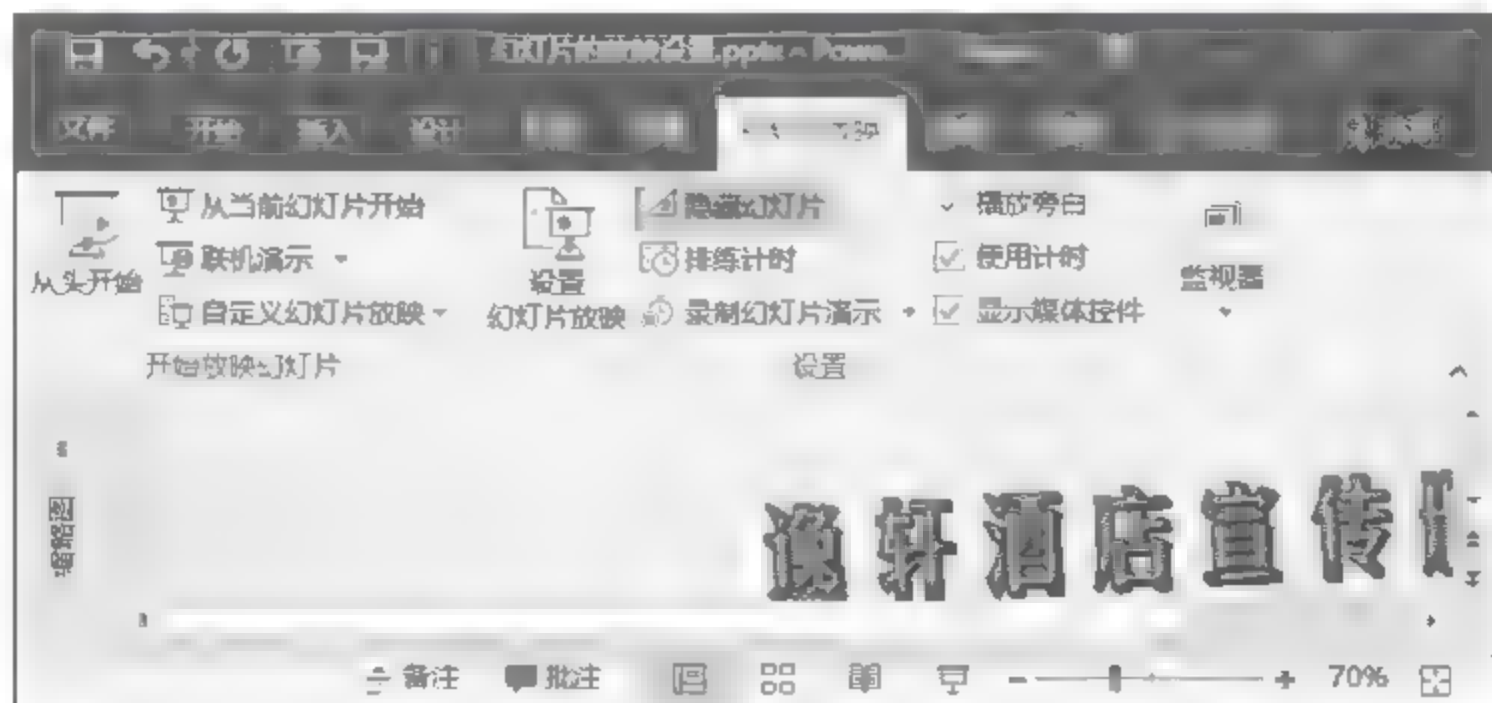 幻灯片的放映设置.pptx - Powe...
文件 开始 插入 设计
从头开始
从当前幻灯片开始
联机演示
自定义幻灯片放映
开始放映幻灯片
设置
幻灯片放映
隐藏幻灯片
排练计时
录制幻灯片演示
播放旁白
使用计时
显示媒体控件
设置
监视器
缩略图
轩酒店宣传
备注 批注 70%